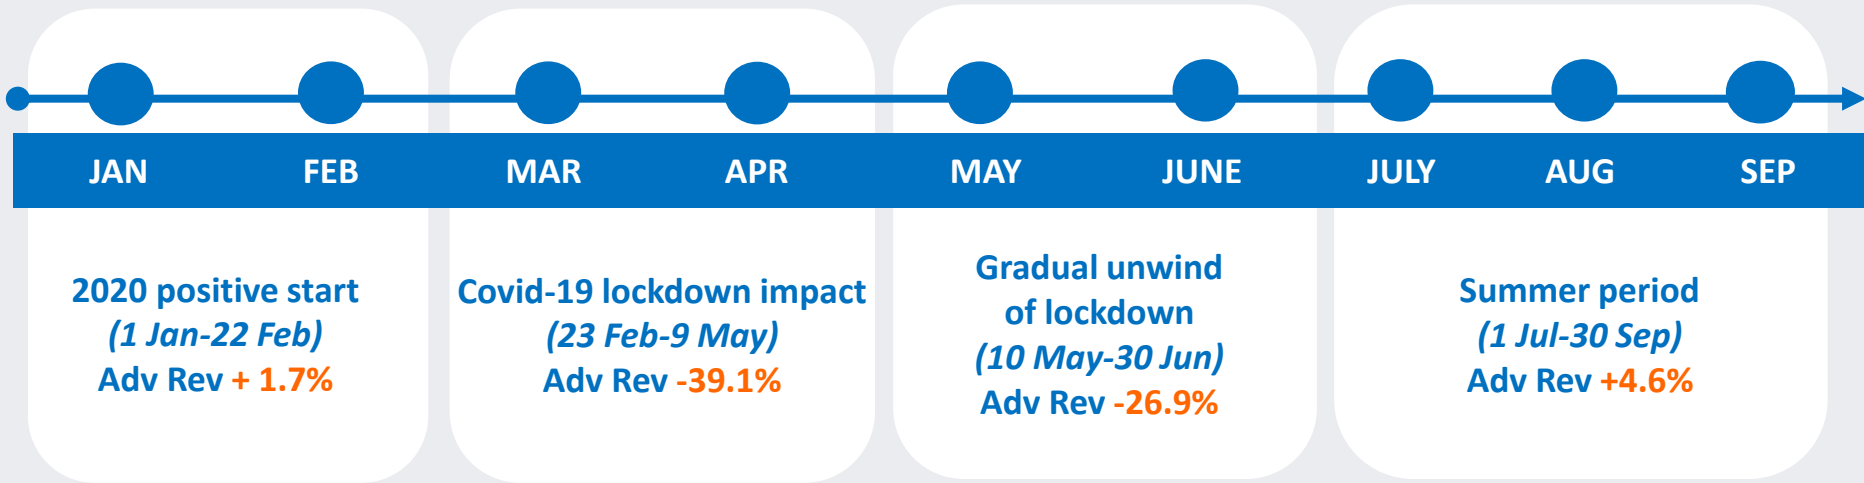 JAN FEB MAR APR MAY JUNE JULY AUG SEP
2020 positive start
(1 Jan-22 Feb)
Adv Rev + 1.7%
Covid-19 lockdown impact
(23 Feb-9 May)
Adv Rev -39.1%
Gradual unwind
of lockdown
(10 May-30 Jun)
Adv Rev -26.9%
Summer period
(1 Jul-30 Sep)
Adv Rev +4.6%